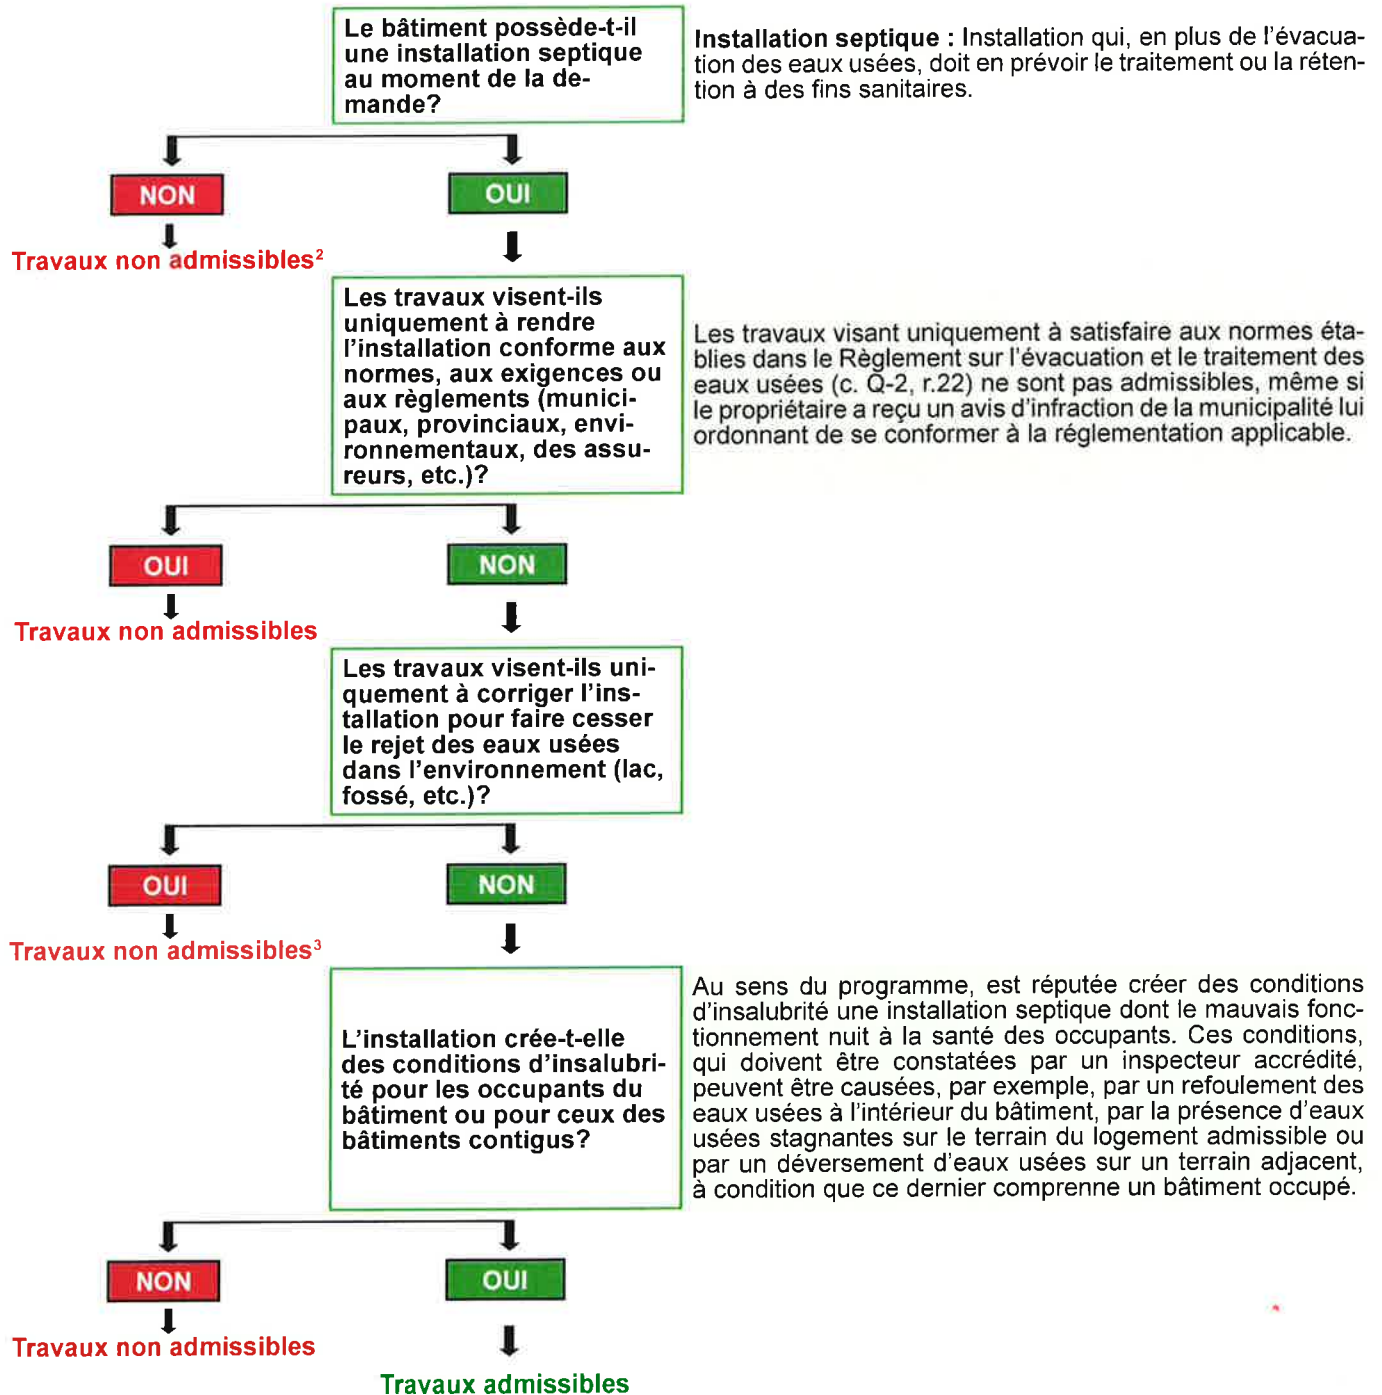 Le bâtiment possède-t-il
une installation septique
au moment de la de-
mande?
Installation septique : Installation qui, en plus de l'évacua-
tion des eaux usées, doit en prévoir le traitement ou la réten-
tion à des fins sanitaires.
NON
OUI
Travaux non admissibles²
Les travaux visent-ils
uniquement à rendre
l'installation conforme aux
normes, aux exigences ou
aux règlements (munici-
paux, provinciaux, envi-
ronnementaux, des assu-
reurs, etc.)?
Les travaux visant uniquement à satisfaire aux normes éta-
blies dans le Règlement sur l'évacuation et le traitement des
eaux usées (c. Q-2, r.22) ne sont pas admissibles, même si
le propriétaire a reçu un avis d'infraction de la municipalité lui
ordonnant de se conformer à la réglementation applicable.
OUI
NON
Travaux non admissibles
Les travaux visent-ils uni-
quement à corriger l'ins-
tallation pour faire cesser
le rejet des eaux usées
dans l'environnement (lac,
fossé, etc.)?
OUI
NON
Travaux non admissibles³
L'installation crée-t-elle
des conditions d'insalubri-
té pour les occupants du
bâtiment ou pour ceux des
bâtiments contigus?
Au sens du programme, est réputée créer des conditions
d'insalubrité une installation septique dont le mauvais fonc-
tionnement nuit à la santé des occupants. Ces conditions,
qui doivent être constatées par un inspecteur accrédité,
peuvent être causées, par exemple, par un refoulement des
eaux usées à l'intérieur du bâtiment, par la présence d'eaux
usées stagnantes sur le terrain du logement admissible ou
par un déversement d'eaux usées sur un terrain adjacent,
à condition que ce dernier comprenne un bâtiment occupé.
NON
OUI
Travaux non admissibles
Travaux admissibles